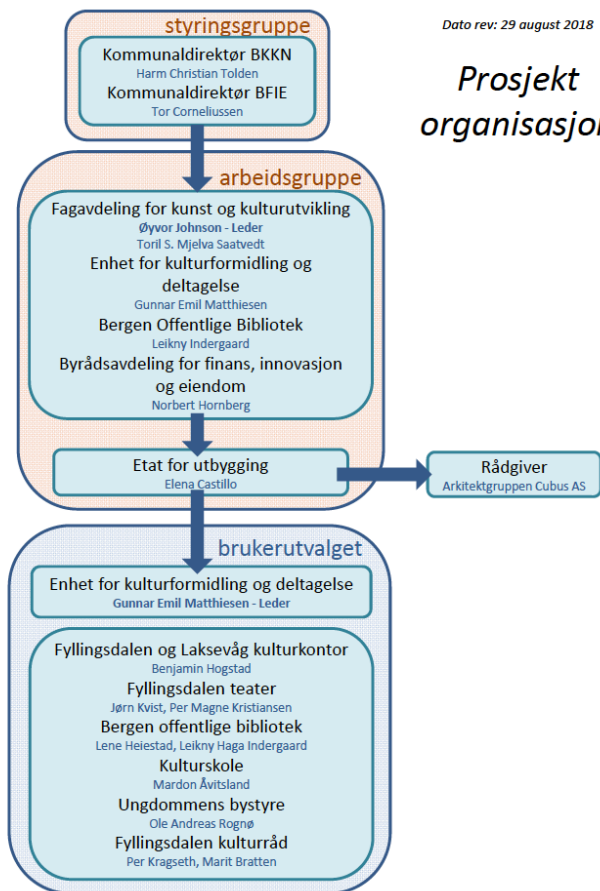 Dato rev: 29 august 2018
Prosjekt
organisasjon
styringsgruppe
Kommunaldirektør BKKN
Harm Christian Tolden
Kommunaldirektør BFIE
Tor Corneliussen
arbeidsgruppe
Fagavdeling for kunst og kulturutvikling
Øyvor Johnson - Leder
Toril S. Mjelva Saatvedt
Enhet for kulturformidling og
deltagelse
Gunnar Emil Matthiesen
Bergen Offentlige Bibliotek
Leikny Indergaard
Byrådsavdeling for finans, innovasjon
og eiendom
Norbert Hornberg
Etat for utbygging
Elena Castillo
Rådgiver
Arkitektgruppen Cubus AS
brukerutvalget
Enhet for kulturformidling og deltagelse
Gunnar Emil Matthiesen - Leder
Fyllingsdalen og Laksevåg kulturkontor
Benjamin Hogstad
Fyllingsdalen teater
Jørn Kvist, Per Magne Kristiansen
Bergen offentlige bibliotek
Lene Heiestad, Leikny Haga Indergaard
Kulturskole
Mardon Åvitsland
Ungdommens bystyre
Ole Andreas Rognø
Fyllingsdalen kulturråd
Per Kragseth, Marit Bratten